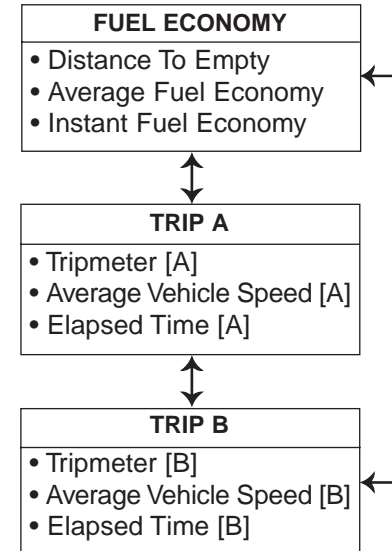 FUEL ECONOMY
• Distance To Empty
• Average Fuel Economy
• Instant Fuel Economy
TRIP A
• Tripmeter [A]
• Average Vehicle Speed [A]
• Elapsed Time [A]
TRIP B
• Tripmeter [B]
• Average Vehicle Speed [B]
• Elapsed Time [B]